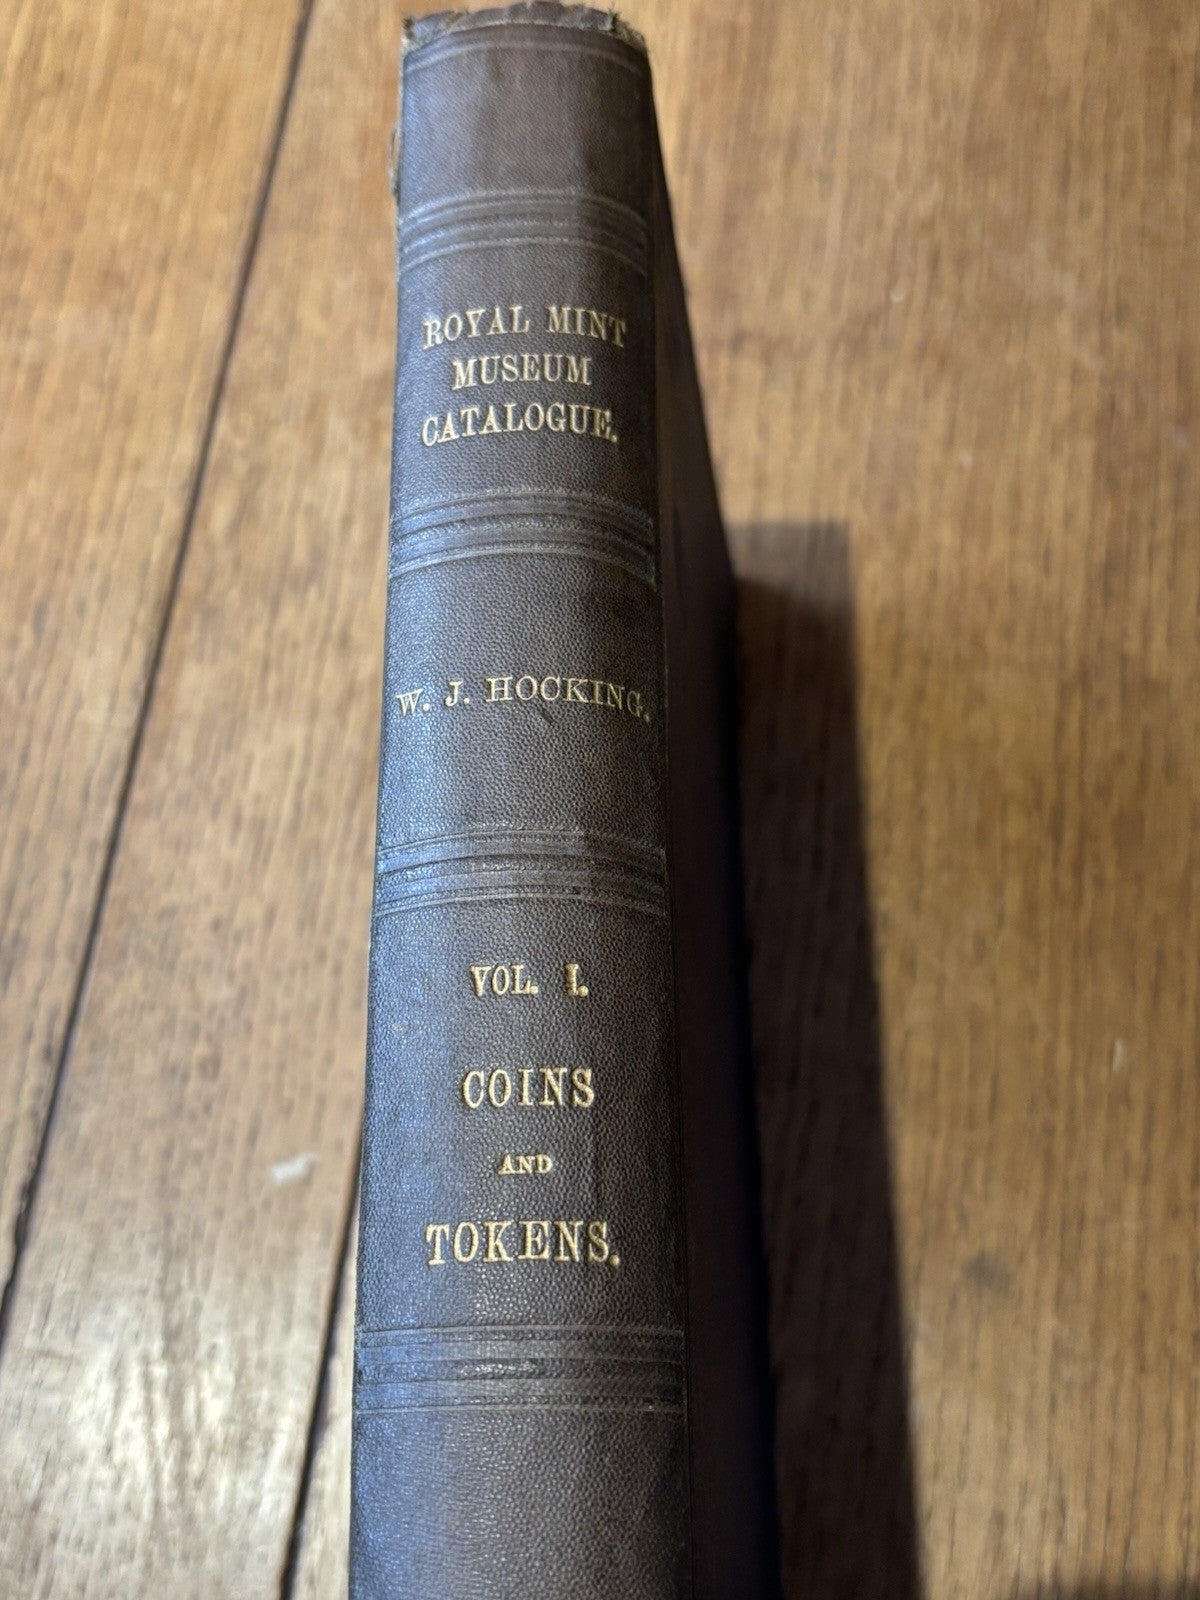 ROYAL MINT
MUSEUM
CATALOGUE.
W. J. HOCKING.
VOL. I.
COINS
AND
TOKENS.